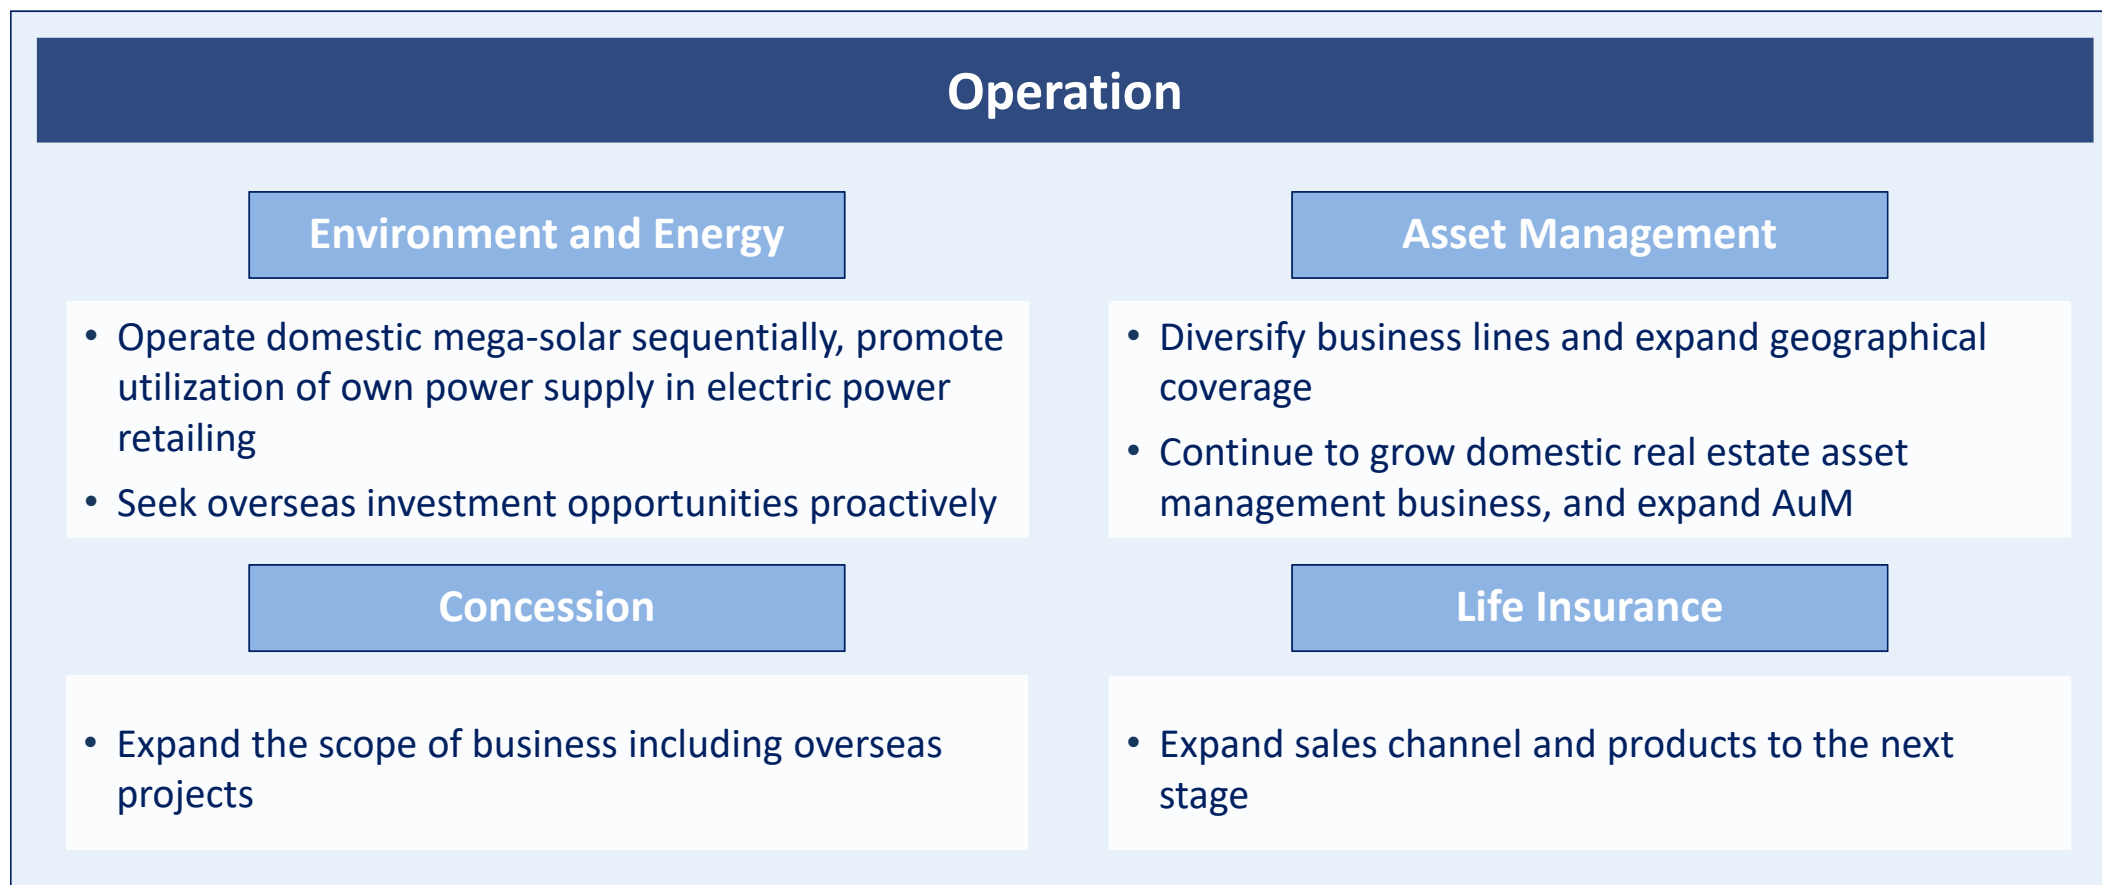 Operation
Environment and Energy
• Operate domestic mega-solar sequentially, promote
utilization of own power supply in electric power
retailing
• Seek overseas investment opportunities proactively
Asset Management
• Diversify business lines and expand geographical
coverage
• Continue to grow domestic real estate asset
management business, and expand AuM
Concession
• Expand the scope of business including overseas
projects
Life Insurance
• Expand sales channel and products to the next
stage